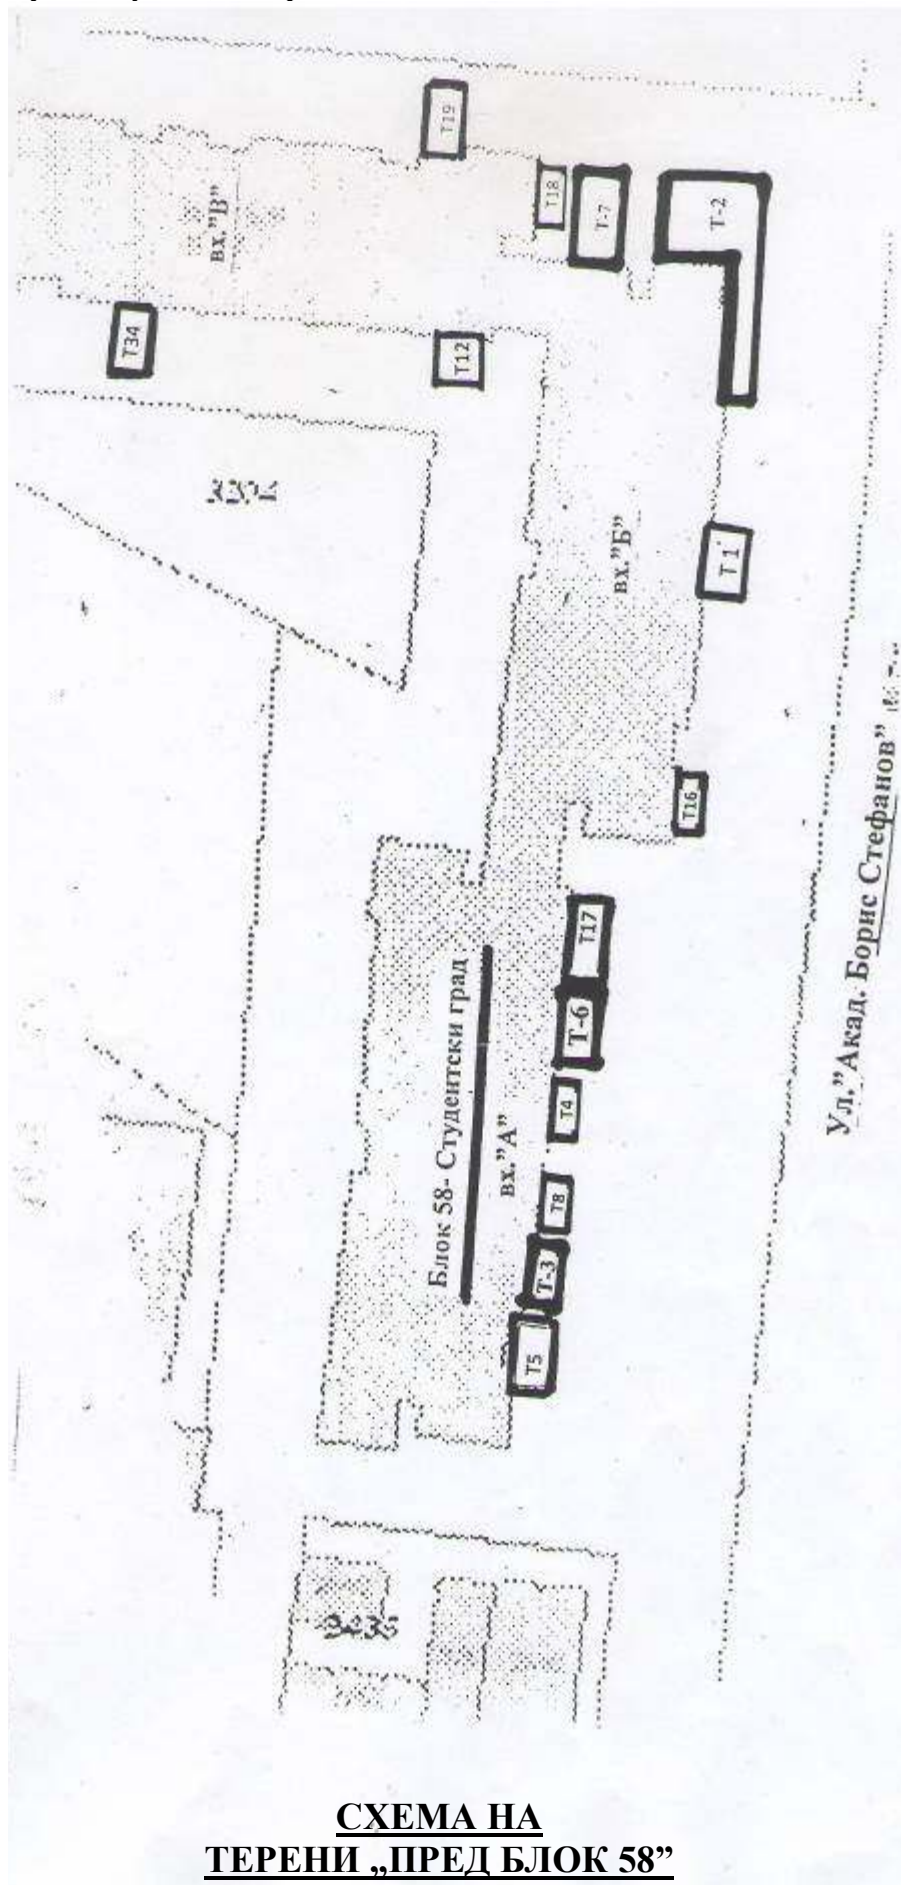 Т19
Т18
Т-7
Т-2
вх."В"
Т34
Т12
вх."Б"
Т 1
Т16
Т17
Т-6
Т4
Т8
Т-3
Т5
Блок 58- Студентски град
вх."А"
Ул."Акад. Борис Стефанов"
СХЕМА НА
ТЕРЕНИ „ПРЕД БЛОК 58”